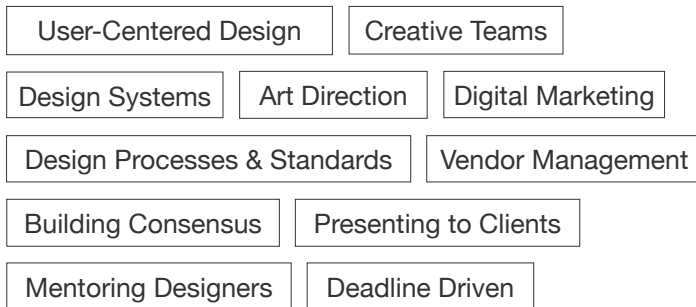 User-Centered Design Creative Teams
Design Systems Art Direction Digital Marketing
Design Processes & Standards Vendor Management
Building Consensus Presenting to Clients
Mentoring Designers Deadline Driven